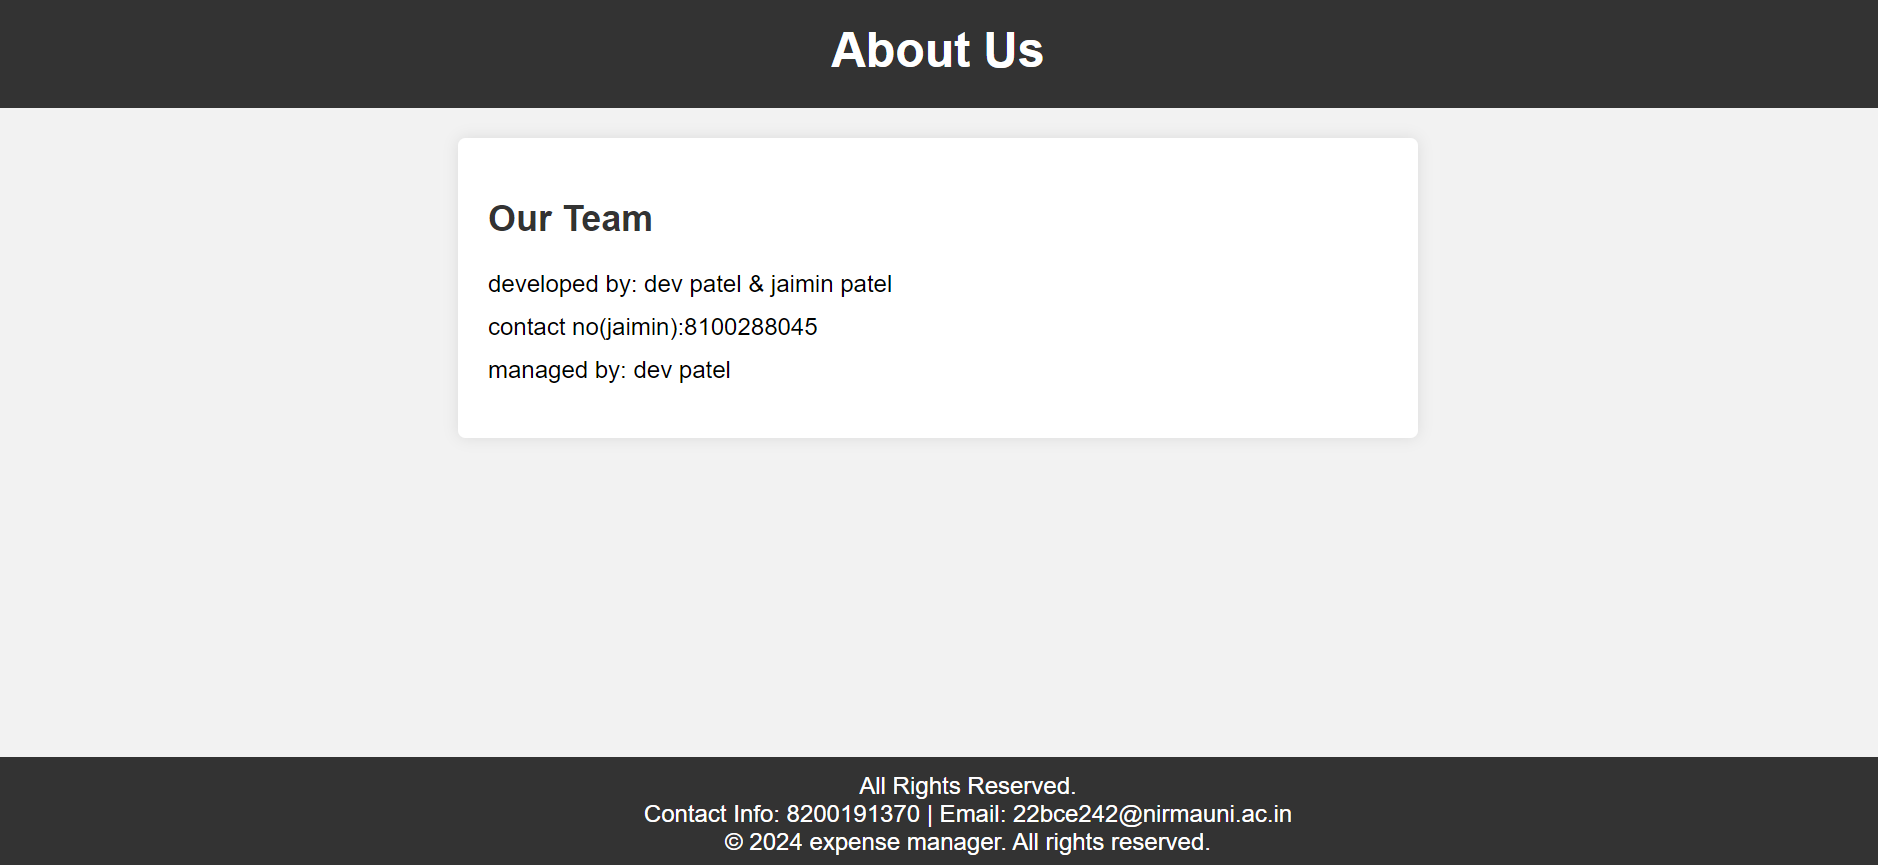 About Us
Our Team
developed by: dev patel & jaimin patel
contact no(jaimin):8100288045
managed by: dev patel
All Rights Reserved.
Contact Info: 8200191370 | Email: 22bce242@nirmauni.ac.in
© 2024 expense manager. All rights reserved.